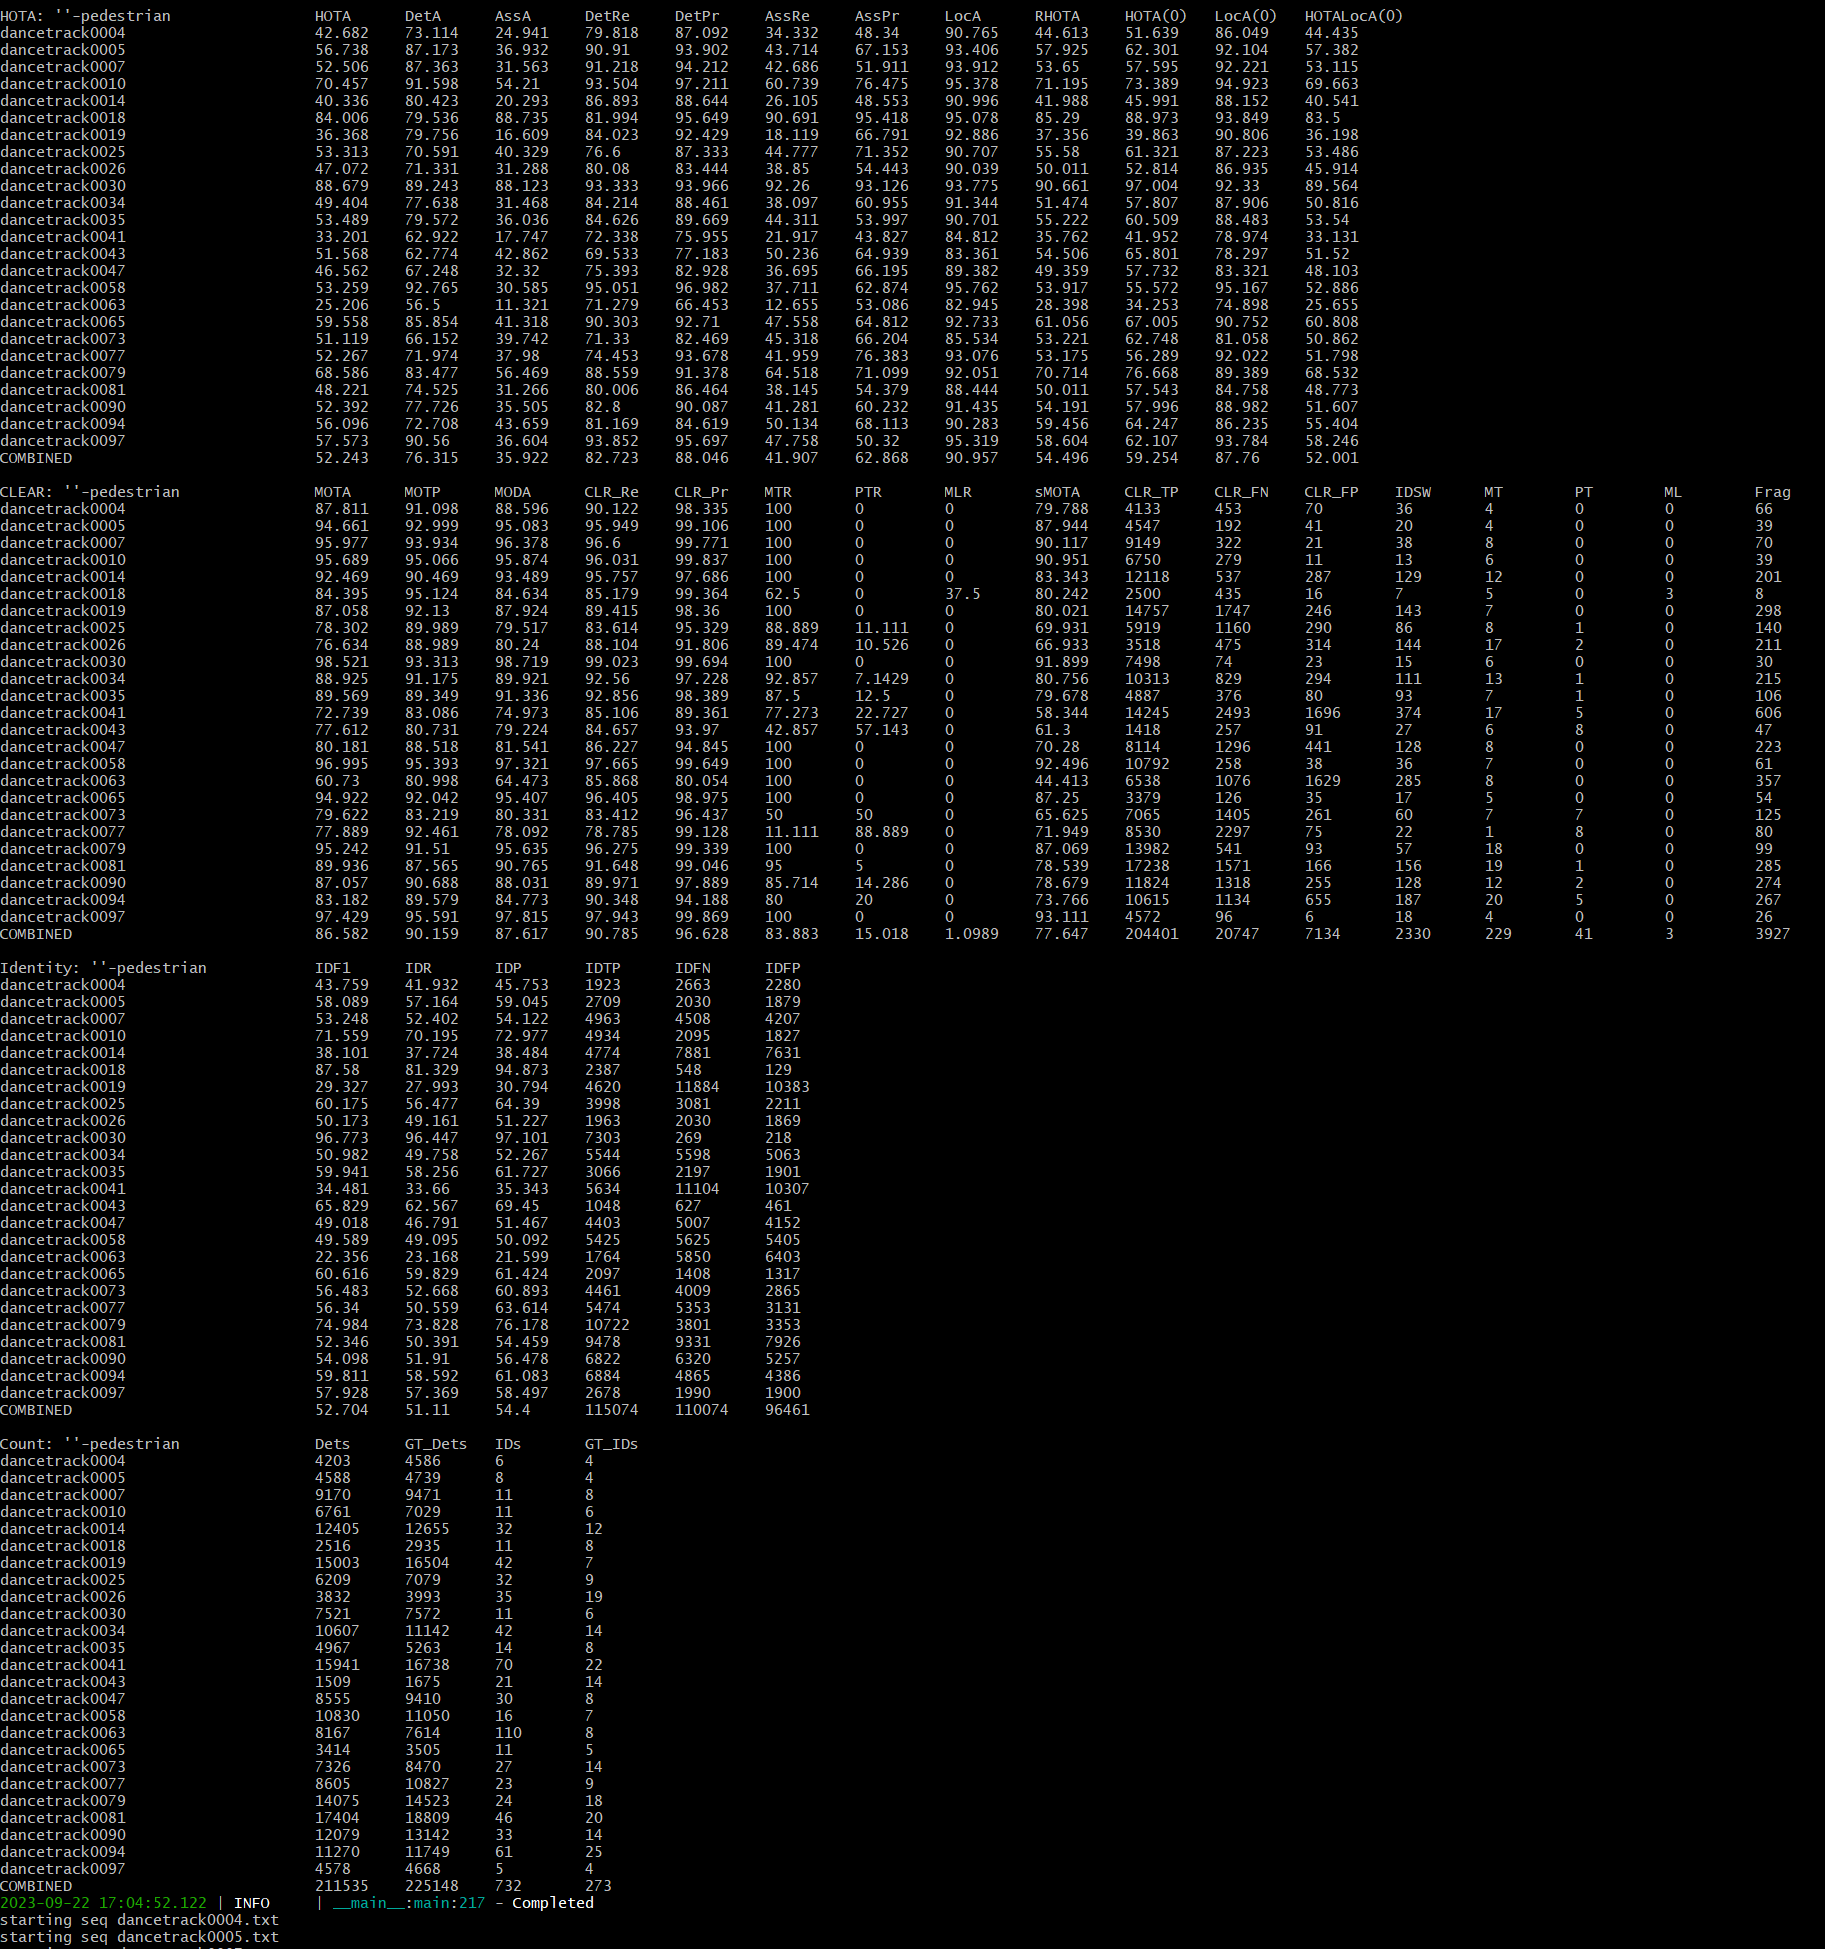 HOTA: ''-pedestrian HOTA DetA AssA DetRe DetPr AssRe AssPr LocA RHOTA HOTA(0) LocA(0) HOTALocA(0)
dancetrack0004 42.682 73.114 24.941 79.818 87.092 34.332 48.34 90.765 44.613 51.639 86.049 44.435
dancetrack0005 56.738 87.173 36.932 90.91 93.902 43.714 67.153 93.406 57.925 62.301 92.104 57.382
dancetrack0007 52.506 87.363 31.563 91.218 94.212 42.686 51.911 93.912 53.65 57.595 92.221 53.115
dancetrack0010 70.457 91.598 54.21 93.504 97.211 60.739 76.475 95.378 71.195 73.389 94.923 69.663
dancetrack0014 40.336 80.423 20.293 86.893 88.644 26.105 48.553 90.996 41.988 45.991 88.152 40.541
dancetrack0018 84.006 79.536 88.735 81.994 95.649 90.691 95.418 95.078 85.29 88.973 93.849 83.5
dancetrack0019 36.368 79.756 16.609 84.023 92.429 18.119 66.791 92.886 37.356 39.863 90.806 36.198
dancetrack0025 53.313 70.591 40.329 76.6 87.333 44.777 71.352 90.707 55.58 61.321 87.223 53.486
dancetrack0026 47.072 71.331 31.288 80.08 83.444 38.85 54.443 90.039 50.011 52.814 86.935 45.914
dancetrack0030 88.679 89.243 88.123 93.333 93.966 92.26 93.126 93.775 90.661 97.004 92.33 89.564
dancetrack0034 49.404 77.638 31.468 84.214 88.461 38.097 60.955 91.344 51.474 57.807 87.906 50.816
dancetrack0035 53.489 79.572 36.036 84.626 89.669 44.311 53.997 90.701 55.222 60.509 88.483 53.54
dancetrack0041 33.201 62.922 17.747 72.338 75.955 21.917 43.827 84.812 35.762 41.952 78.974 33.131
dancetrack0043 51.568 62.774 42.862 69.533 77.183 50.236 64.939 83.361 54.506 65.801 78.297 51.52
dancetrack0047 46.562 67.248 32.32 75.393 82.928 36.695 66.195 89.382 49.359 57.732 83.321 48.103
dancetrack0058 53.259 92.765 30.585 95.051 96.982 37.711 62.874 95.762 53.917 55.572 95.167 52.886
dancetrack0063 25.206 56.5 11.321 71.279 66.453 12.655 53.086 82.945 28.398 34.253 74.898 25.655
dancetrack0065 59.558 85.854 41.318 90.303 92.71 47.558 64.812 92.733 61.056 67.005 90.752 60.808
dancetrack0073 51.119 66.152 39.742 71.33 82.469 45.318 66.204 85.534 53.221 62.748 81.058 50.862
dancetrack0077 52.267 71.974 37.98 74.453 93.678 41.959 76.383 93.076 53.175 56.289 92.022 51.798
dancetrack0079 68.586 83.477 56.469 88.559 91.378 64.518 71.099 92.051 70.714 76.668 89.389 68.532
dancetrack0081 48.221 74.525 31.266 80.006 86.464 38.145 54.379 88.444 50.011 57.543 84.758 48.773
dancetrack0090 52.392 77.726 35.505 82.8 90.087 41.281 60.232 91.435 54.191 57.996 88.982 51.607
dancetrack0094 56.096 72.708 43.659 81.169 84.619 50.134 68.113 90.283 59.456 64.247 86.235 55.404
dancetrack0097 57.573 90.56 36.604 93.852 95.697 47.758 50.32 95.319 58.604 62.107 93.784 58.246
COMBINED 52.243 76.315 35.922 82.723 88.046 41.907 62.868 90.957 54.496 59.254 87.76 52.001
CLEAR: ''-pedestrian MOTA MOTP MODA CLR_Re CLR_Pr MTR PTR MLR sMOTA CLR_TP CLR_FN CLR_FP IDSW MT PT ML Frag
dancetrack0004 87.811 91.098 88.596 90.122 98.335 100 0 0 79.788 4133 453 70 36 4 0 0 66
dancetrack0005 94.661 92.999 95.083 95.949 99.106 100 0 0 87.944 4547 192 41 20 4 0 0 39
dancetrack0007 95.977 93.934 96.378 96.6 99.771 100 0 0 90.117 9149 322 21 38 8 0 0 70
dancetrack0010 95.689 95.066 95.874 96.031 99.837 100 0 0 90.951 6750 279 11 13 6 0 0 39
dancetrack0014 92.469 90.469 93.489 95.757 97.686 100 0 0 83.343 12118 537 287 129 12 0 0 201
dancetrack0018 84.395 95.124 84.634 85.179 99.364 62.5 0 37.5 80.242 2500 435 16 7 5 0 3 8
dancetrack0019 87.058 92.13 87.924 89.415 98.36 100 0 0 80.021 14757 1747 246 143 7 0 0 298
dancetrack0025 78.302 89.989 79.517 83.614 95.329 88.889 11.111 0 69.931 5919 1160 290 86 8 1 0 140
dancetrack0026 76.634 88.989 80.24 88.104 91.806 89.474 10.526 0 66.933 3518 475 314 144 17 2 0 211
dancetrack0030 98.521 93.313 98.719 99.023 99.694 100 0 0 91.899 7498 74 23 15 6 0 0 30
dancetrack0034 88.925 91.175 89.921 92.56 97.228 92.857 7.1429 0 80.756 10313 829 294 111 13 1 0 215
dancetrack0035 89.569 89.349 91.336 92.856 98.389 87.5 12.5 0 79.678 4887 376 80 93 7 1 0 106
dancetrack0041 72.739 83.086 74.973 85.106 89.361 77.273 22.727 0 58.344 14245 2493 1696 374 17 5 0 606
dancetrack0043 77.612 80.731 79.224 84.657 93.97 42.857 57.143 0 61.3 1418 257 91 27 6 8 0 47
dancetrack0047 80.181 88.518 81.541 86.227 94.845 100 0 0 70.28 8114 1296 441 128 8 0 0 223
dancetrack0058 96.995 95.393 97.321 97.665 99.649 100 0 0 92.496 10792 258 38 36 7 0 0 61
dancetrack0063 60.73 80.998 64.473 85.868 80.054 100 0 0 44.413 6538 1076 1629 285 8 0 0 357
dancetrack0065 94.922 92.042 95.407 96.405 98.975 100 0 0 87.25 3379 126 35 17 5 0 0 54
dancetrack0073 79.622 83.219 80.331 83.412 96.437 50 50 0 65.625 7065 1405 261 60 7 7 0 125
dancetrack0077 77.889 92.461 78.092 78.785 99.128 11.111 88.889 0 71.949 8530 2297 75 22 1 8 0 80
dancetrack0079 95.242 91.51 95.635 96.275 99.339 100 0 0 87.069 13982 541 93 57 18 0 0 99
dancetrack0081 89.936 87.565 90.765 91.648 99.046 95 5 0 78.539 17238 1571 166 156 19 1 0 285
dancetrack0090 87.057 90.688 88.031 89.971 97.889 85.714 14.286 0 78.679 11824 1318 255 128 12 2 0 274
dancetrack0094 83.182 89.579 84.773 90.348 94.188 80 20 0 73.766 10615 1134 655 187 20 5 0 267
dancetrack0097 97.429 95.591 97.815 97.943 99.869 100 0 0 93.111 4572 96 6 18 4 0 0 26
COMBINED 86.582 90.159 87.617 90.785 96.628 83.883 15.018 1.0989 77.647 204401 20747 7134 2330 229 41 3 3927
Identity: ''-pedestrian IDF1 IDR IDP IDTP IDFN IDFP
dancetrack0004 43.759 41.932 45.753 1923 2663 2280
dancetrack0005 58.089 57.164 59.045 2709 2030 1879
dancetrack0007 53.248 52.402 54.122 4963 4508 4207
dancetrack0010 71.559 70.195 72.977 4934 2095 1827
dancetrack0014 38.101 37.724 38.484 4774 7881 7631
dancetrack0018 87.58 81.329 94.873 2387 548 129
dancetrack0019 29.327 27.993 30.794 4620 11884 10383
dancetrack0025 60.175 56.477 64.39 3998 3081 2211
dancetrack0026 50.173 49.161 51.227 1963 2030 1869
dancetrack0030 96.773 96.447 97.101 7303 269 218
dancetrack0034 50.982 49.758 52.267 5544 5598 5063
dancetrack0035 59.941 58.256 61.727 3066 2197 1901
dancetrack0041 34.481 33.66 35.343 5634 11104 10307
dancetrack0043 65.829 62.567 69.45 1048 627 461
dancetrack0047 49.018 46.791 51.467 4403 5007 4152
dancetrack0058 49.589 49.095 50.092 5425 5625 5405
dancetrack0063 22.356 23.168 21.599 1764 5850 6403
dancetrack0065 60.616 59.829 61.424 2097 1408 1317
dancetrack0073 56.483 52.668 60.893 4461 4009 2865
dancetrack0077 56.34 50.559 63.614 5474 5353 3131
dancetrack0079 74.984 73.828 76.178 10722 3801 3353
dancetrack0081 52.346 50.391 54.459 9478 9331 7926
dancetrack0090 54.098 51.91 56.478 6822 6320 5257
dancetrack0094 59.811 58.592 61.083 6884 4865 4386
dancetrack0097 57.928 57.369 58.497 2678 1990 1900
COMBINED 52.704 51.11 54.4 115074 110074 96461
Count: ''-pedestrian Dets GT_Dets IDs GT_IDs
dancetrack0004 4203 4586 6 4
dancetrack0005 4588 4739 8 4
dancetrack0007 9170 9471 11 8
dancetrack0010 6761 7029 11 6
dancetrack0014 12405 12655 32 12
dancetrack0018 2516 2935 11 8
dancetrack0019 15003 16504 42 7
dancetrack0025 6209 7079 32 9
dancetrack0026 3832 3993 35 19
dancetrack0030 7521 7572 11 6
dancetrack0034 10607 11142 42 14
dancetrack0035 4967 5263 14 8
dancetrack0041 15941 16738 70 22
dancetrack0043 1509 1675 21 14
dancetrack0047 8555 9410 30 8
dancetrack0058 10830 11050 16 7
dancetrack0063 8167 7614 110 8
dancetrack0065 3414 3505 11 5
dancetrack0073 7326 8470 27 14
dancetrack0077 8605 10827 23 9
dancetrack0079 14075 14523 24 18
dancetrack0081 17404 18809 46 20
dancetrack0090 12079 13142 33 14
dancetrack0094 11270 11749 61 25
dancetrack0097 4578 4668 5 4
COMBINED 211535 225148 732 273
2023-09-22 17:04:52.122 | INFO | __main__:main:217 - Completed
starting seq dancetrack0004.txt
starting seq dancetrack0005.txt